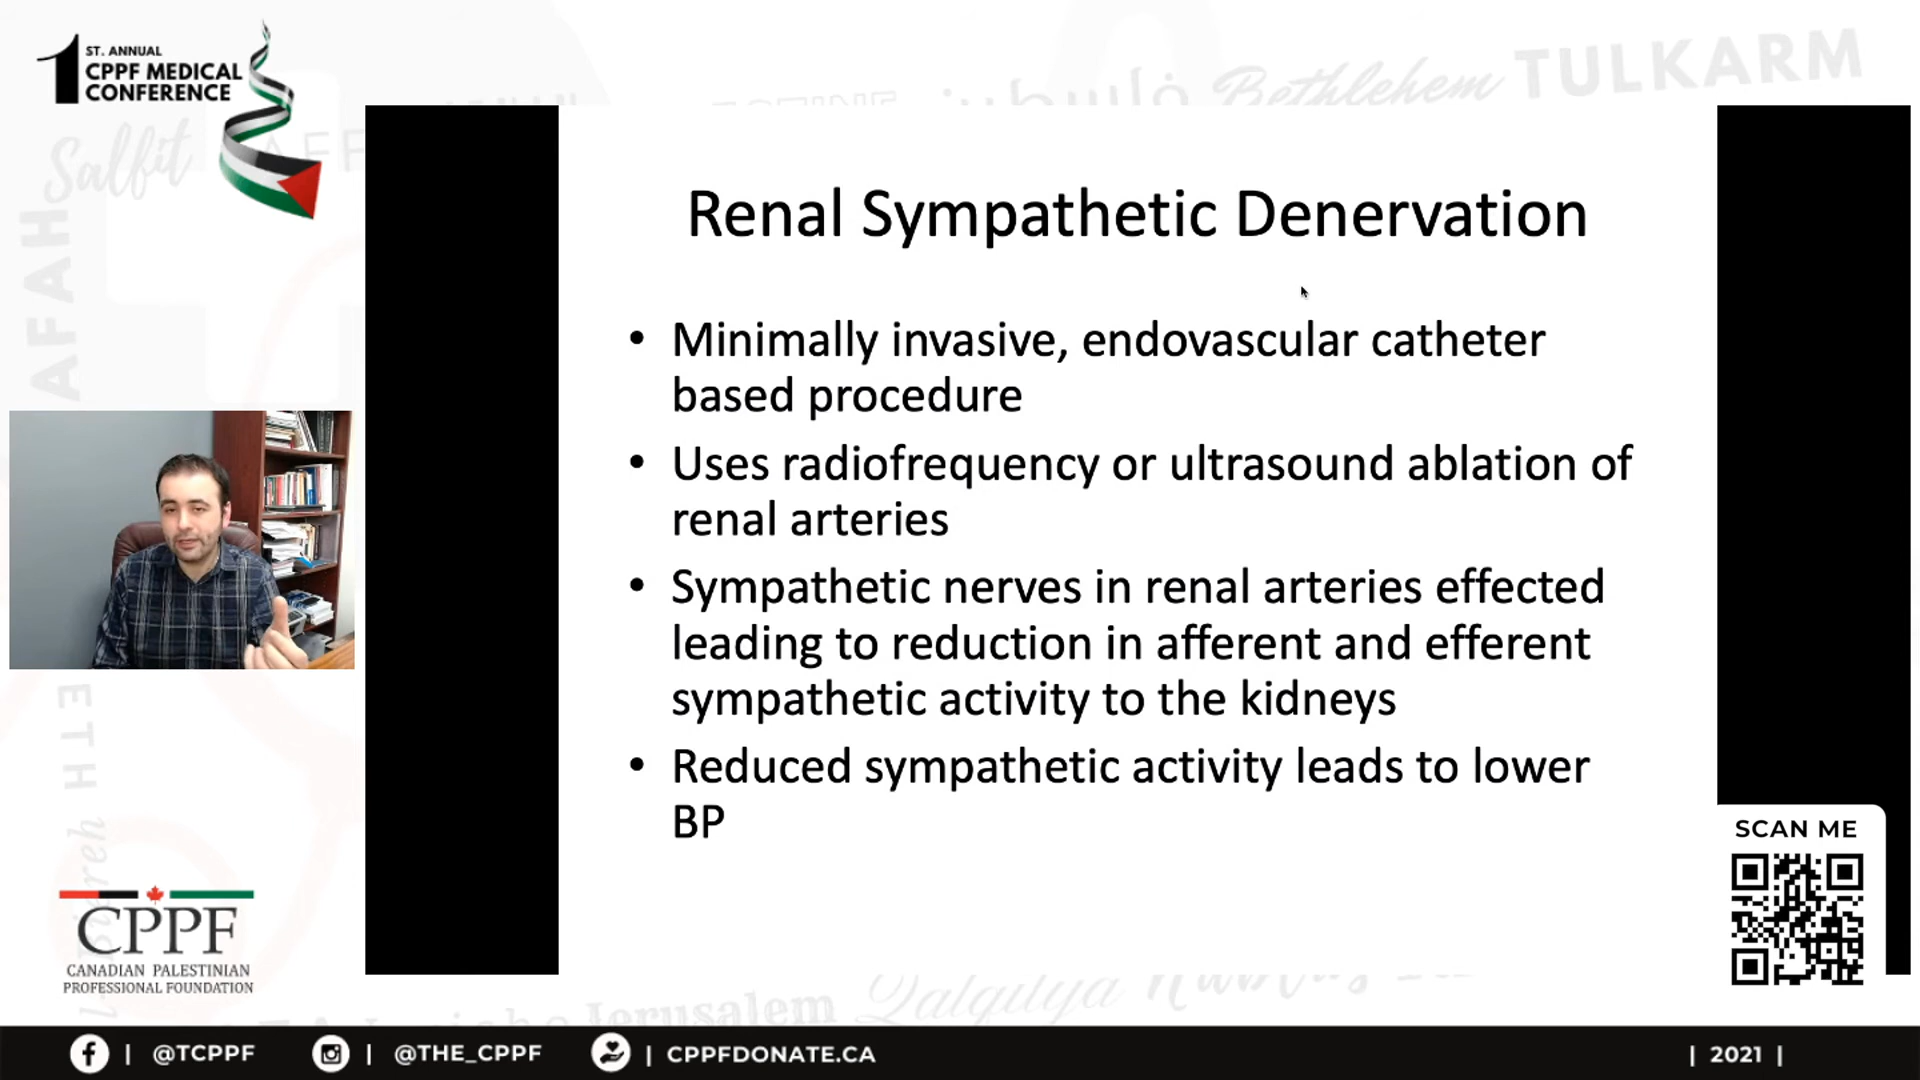 ST. ANNUAL
1 CPPF MEDICAL
CONFERENCE
Bethlehem TULKARM
Salfit
AFAH
Renal Sympathetic Denervation
• Minimally invasive, endovascular catheter
based procedure
• Uses radiofrequency or ultrasound ablation of
renal arteries
• Sympathetic nerves in renal arteries effected
leading to reduction in afferent and efferent
sympathetic activity to the kidneys
• Reduced sympathetic activity leads to lower
BP
SCAN ME
CPPF
CANADIAN PALESTINIAN
PROFESSIONAL FOUNDATION
Jerusalem Qalqilya
| @TCPPF | @THE_CPPF | CPPFDONATE.CA | 2021 |